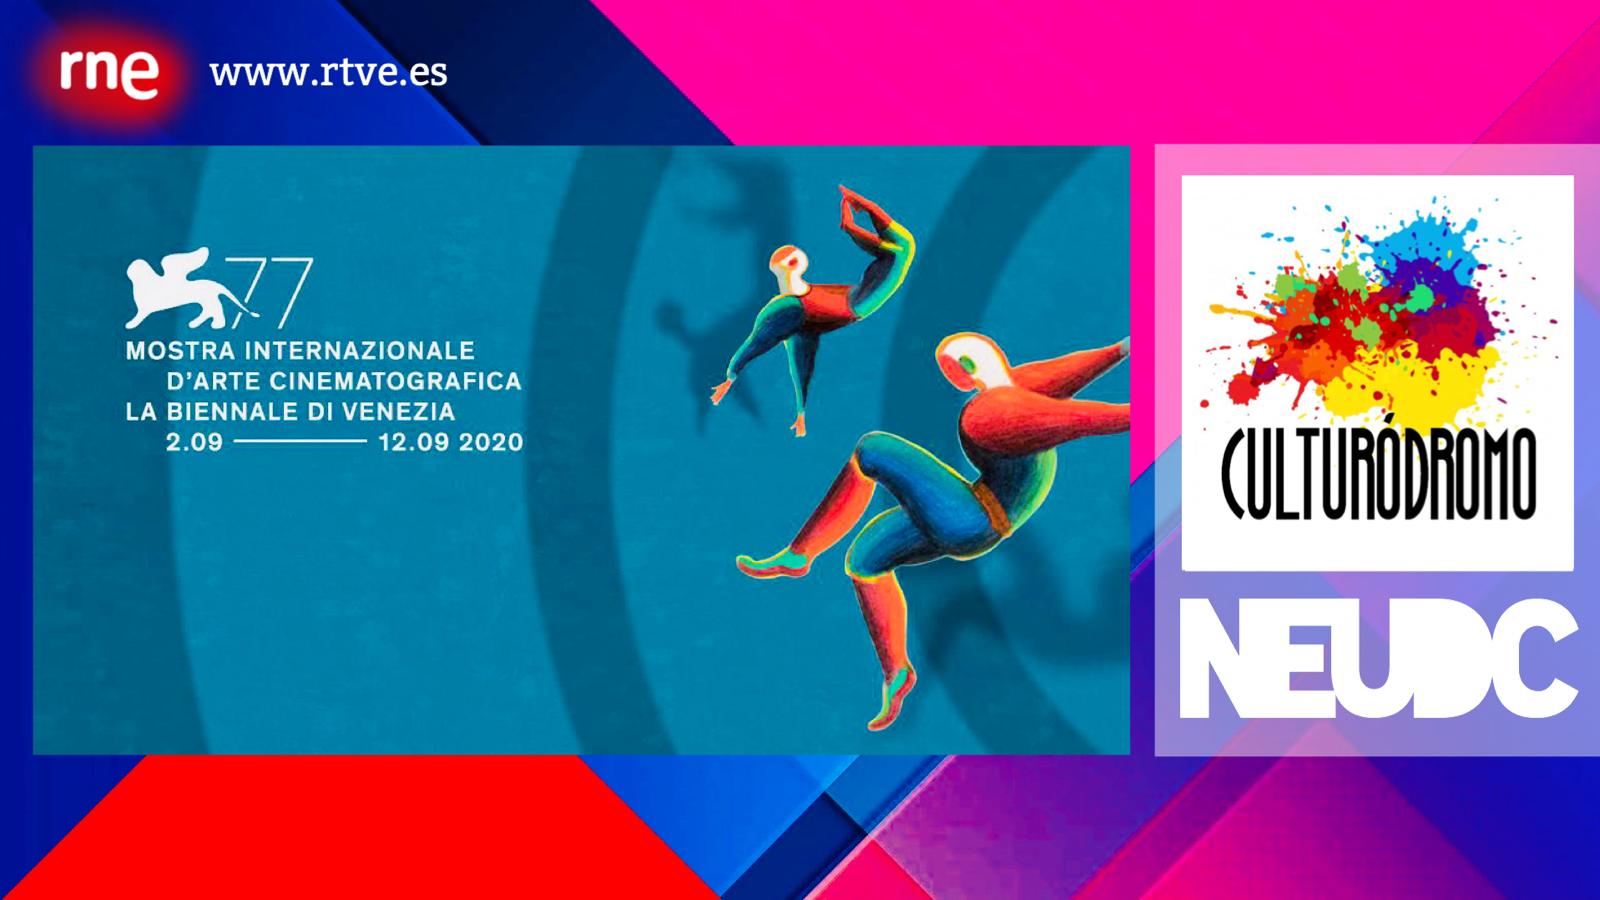 rne www.rtve.es
77
MOSTRA INTERNAZIONALE
D'ARTE CINEMATOGRAFICA
LA BIENNALE DI VENEZIA
2.09 — 12.09 2020
CULTURÓDROMO
NEUDC